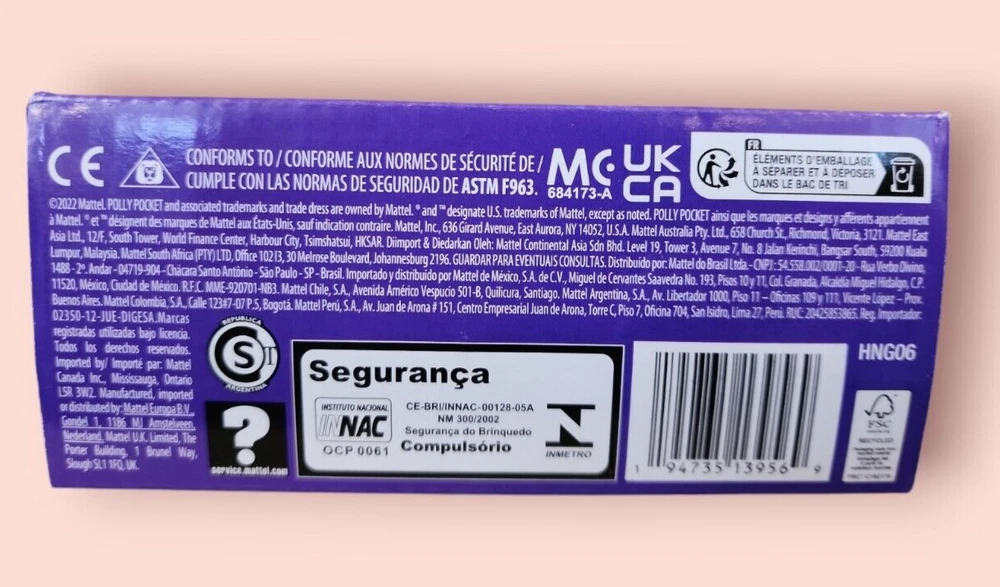 CE
CONFORMS TO / CONFORME AUX NORMES DE SÉCURITÉ DE /
CUMPLE CON LAS NORMAS DE SEGURIDAD DE ASTM F963.
MC
684173-A
UK
CA
FR
ÉLÉMENTS D'EMBALLAGE
À SÉPARER ET À DÉPOSER
DANS LE BAC DE TRI
©2022 Mattel. POLLY POCKET and associated trademarks and trade dress are owned by Mattel. ® and ™ designate U.S. trademarks of Mattel, except as noted. POLLY POCKET ainsi que les marques et designs y afférents appartiennent
à Mattel. ® et ™ désignent des marques de Mattel aux États-Unis, sauf indication contraire. Mattel, Inc., 636 Girard Avenue, East Aurora, NY 14052, U.S.A. Mattel Australia Pty. Ltd., 658 Church St., Richmond, Victoria, 3121. Mattel East
Asia Ltd., 12/F, South Tower, World Finance Center, Harbour City, Tsimshatsui, HKSAR. Diimport & Diedarkan Oleh: Mattel Continental Asia Sdn Bhd. Level 19, Tower 3, Avenue 7, No. 8 Jalan Kerinchi, Bangsar South, 59200 Kuala
Lumpur, Malaysia. Mattel South Africa (PTY) LTD, Office 102 I3, 30 Melrose Boulevard, Johannesburg 2196. GUARDAR PARA EVENTUAIS CONSULTAS. Distribuido por: Mattel do Brasil Ltda.- CNPJ: 54.558.002/0001-20 - Rua Verbo Divino,
1488 - 2º. Andar - 04719-904 - Chácara Santo Antônio - São Paulo - SP - Brasil. Importado y distribuido por Mattel de México, S.A. de C.V., Miguel de Cervantes Saavedra No. 193, Pisos 10 y 11, Col. Granada, Alcaldía Miguel Hidalgo, C.P.
11520, México, Ciudad de México. R.F.C. MME-920701-NB3. Mattel Chile, S.A., Avenida Américo Vespucio 501-B, Quilicura, Santiago. Mattel Argentina, S.A., Av. Libertador 1000, Piso 11 – Oficinas 109 y 111, Vicente López – Prov.
Buenos Aires. Mattel Colombia, S.A., Calle 123#7-07 P.5, Bogotá. Mattel Perú, S.A., Av. Juan de Arona # 151, Centro Empresarial Juan de Arona, Torre C, Piso 7, Oficina 704, San Isidro, Lima 27, Perú. RUC: 20425853865. Reg. Importador:
02350-12-JUE-DIGESA. Marcas
registradas utilizadas bajo licencia.
Todos los derechos reservados.
Imported by/ Importé par: Mattel
Canada Inc., Mississauga, Ontario
L5R 3W2. Manufactured, imported
or distributed by: Mattel Europa B.V.,
Gondel 1, 1186 MJ Amstelveen,
Nederland. Mattel U.K. Limited, The
Porter Building, 1 Brunel Way,
Slough SL1 1FQ, UK.
REPUBLICA
S
ARGENTINA
?
service.mattel.com
Segurança
INSTITUTO NACIONAL
INNAC
OCP 0061
CE-BRI/INNAC-00128-05A
NM 300/2002
Segurança do Brinquedo
Compulsório
INMETRO
1 94735 13956 9
HNG06
FSC
RECYCLED